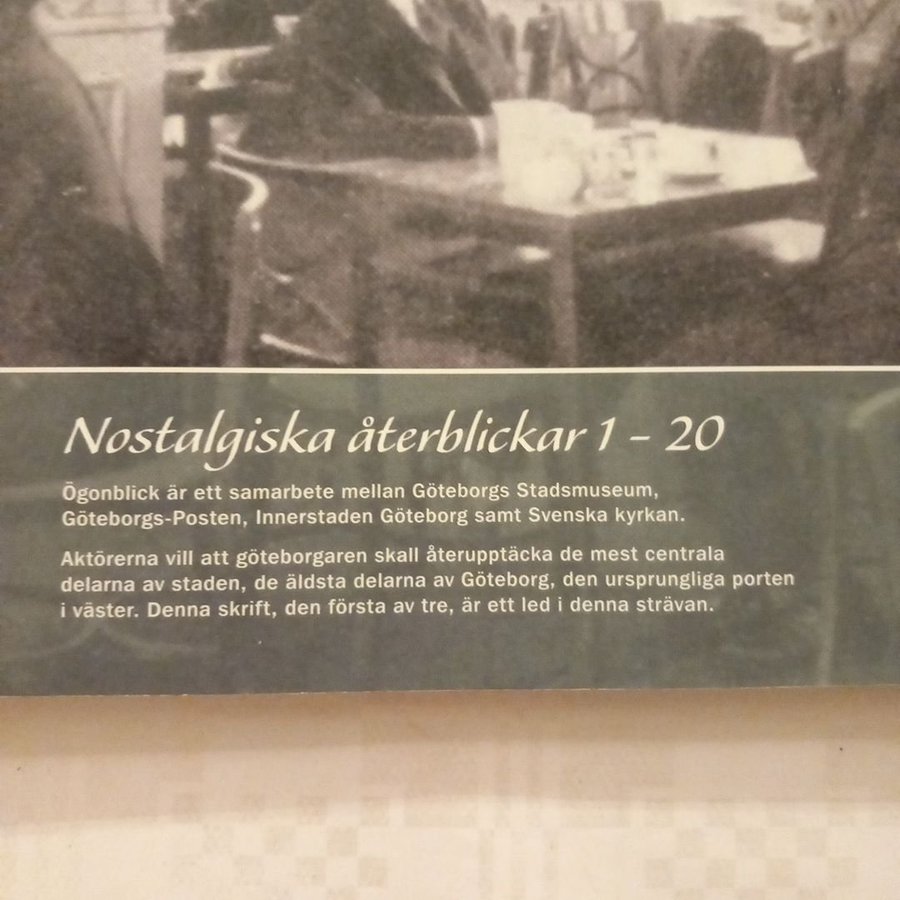 Nostalgiska återblickar 1 - 20
Ögonblick är ett samarbete mellan Göteborgs Stadsmuseum,
Göteborgs-Posten, Innerstaden Göteborg samt Svenska kyrkan.
Aktörerna vill att göteborgaren skall återupptäcka de mest centrala
delarna av staden, de äldsta delarna av Göteborg, den ursprungliga porten
i väster. Denna skrift, den första av tre, är ett led i denna strävan.